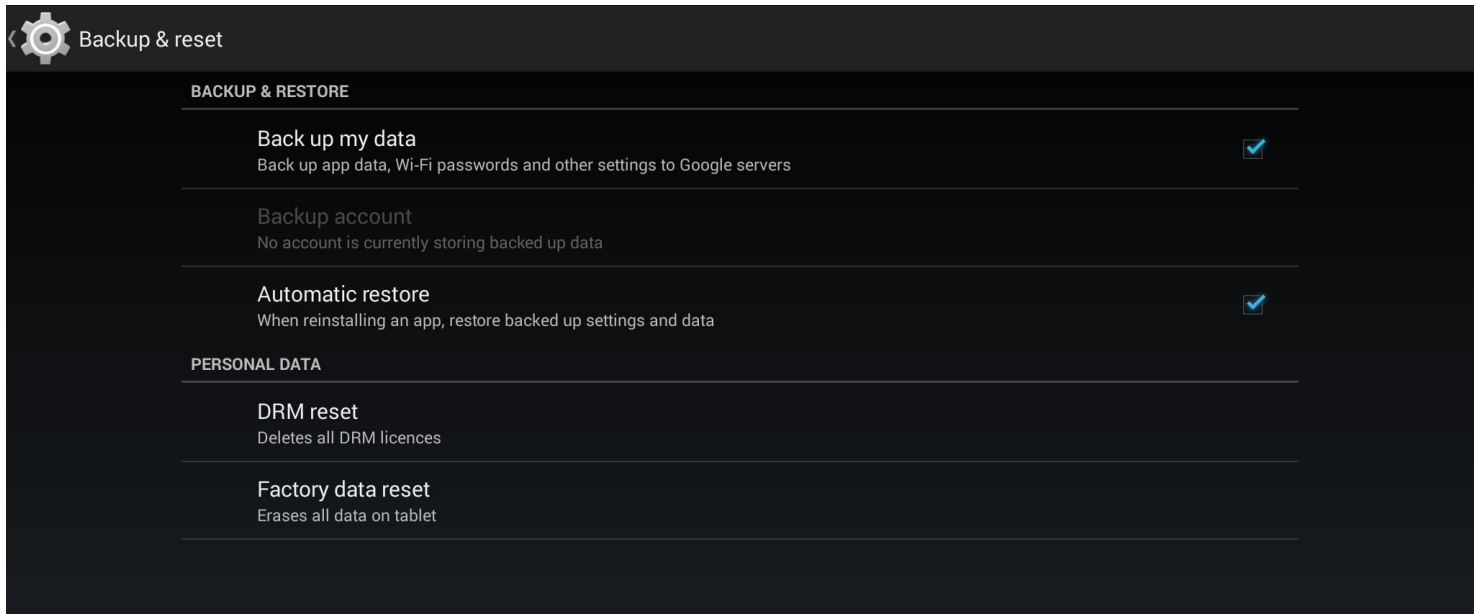 Backup & reset
BACKUP & RESTORE
Back up my data
Back up app data, Wi-Fi passwords and other settings to Google servers
Backup account
No account is currently storing backed up data
Automatic restore
When reinstalling an app, restore backed up settings and data
PERSONAL DATA
DRM reset
Deletes all DRM licences
Factory data reset
Erases all data on tablet